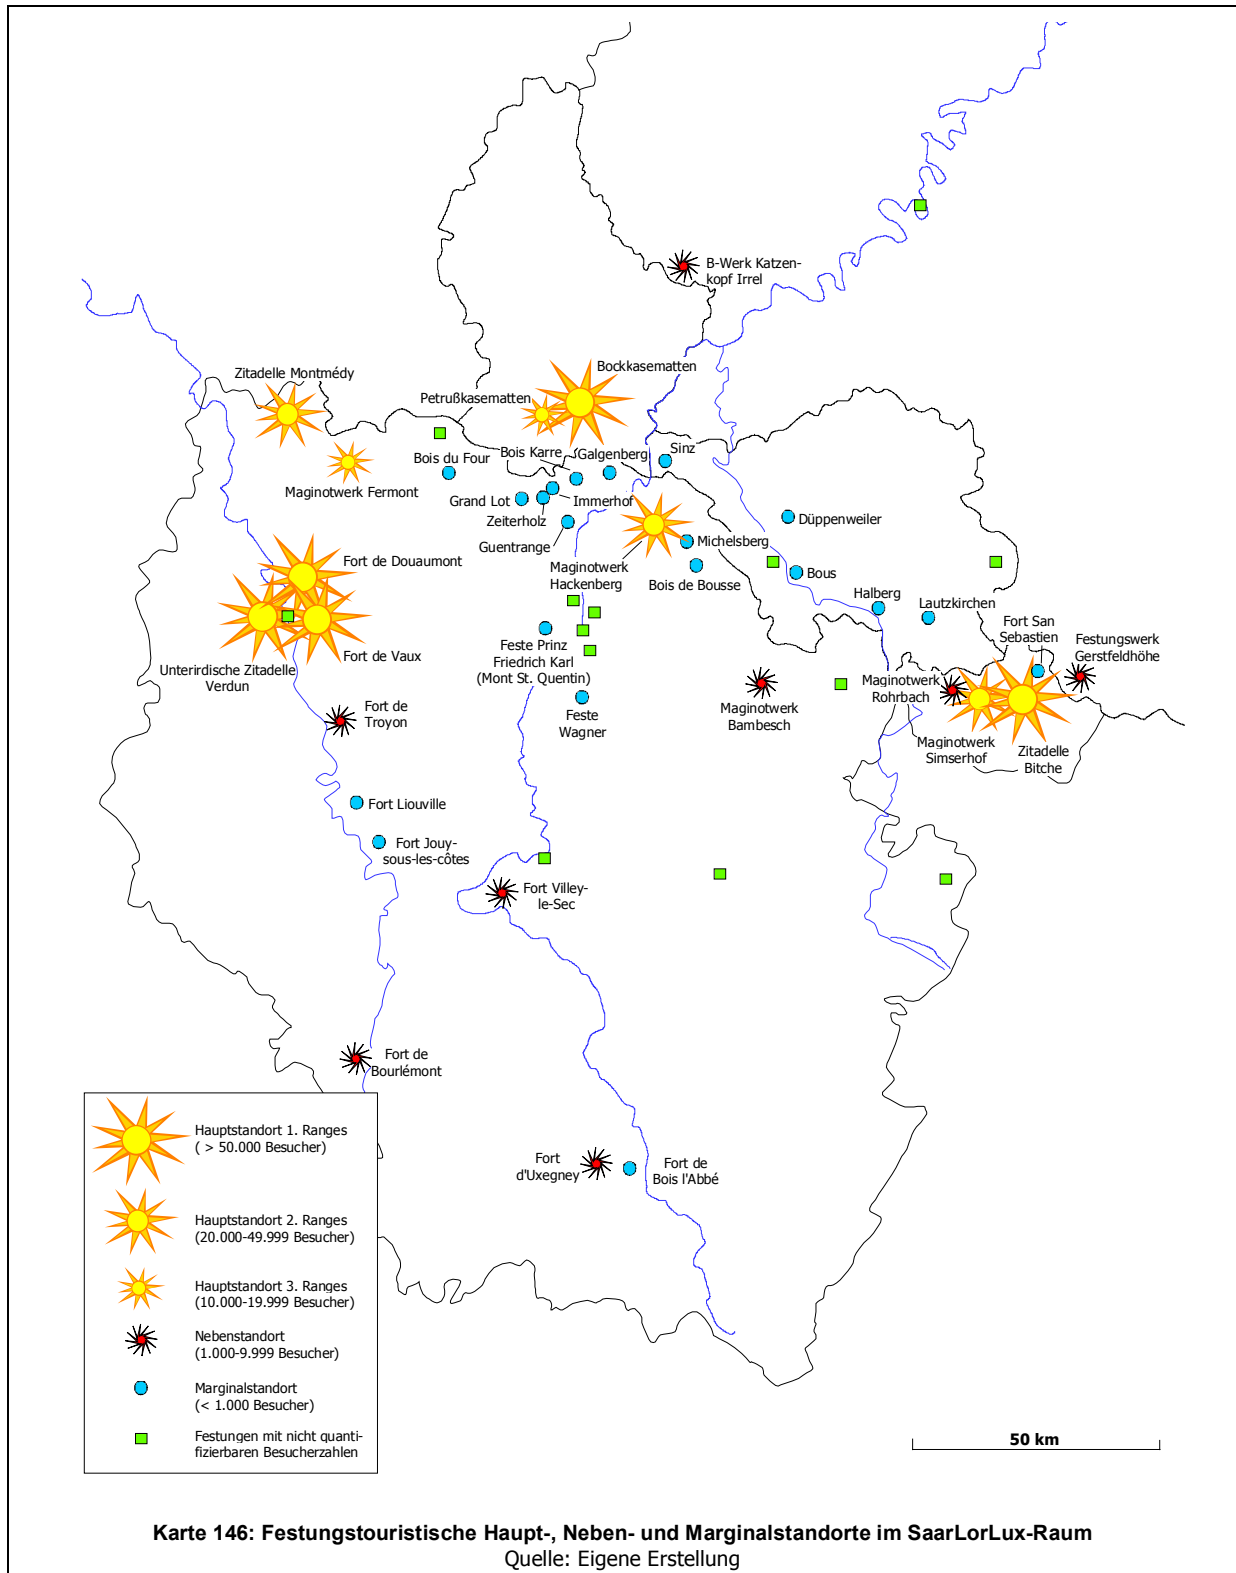 B-Werk Katzen-
kopf Irrel
Bockkasematten
Zitadelle Montmédy
Petrußkasematten
Bois Karre
Galgenberg
Sinz
Bois du Four
Maginotwerk Fermont
Grand Lot
Immerhof
Zeiterholz
Düppenweiler
Guentrange
Michelsberg
Fort de Douaumont
Maginotwerk
Hackenberg
Bois de Bousse
Bous
Halberg
Lautzkirchen
Fort San
Sebastien
Festungswerk
Gerstfeldhöhe
Feste Prinz
Friedrich Karl
(Mont St. Quentin)
Fort de Vaux
Unterirdische Zitadelle
Verdun
Maginotwerk
Rohrbach
Fort de
Troyon
Feste
Wagner
Maginotwerk
Bambesch
Maginotwerk
Simserhof
Zitadelle
Bitche
Fort Liouville
Fort Jouy-
sous-les-côtes
Fort Villey-
le-Sec
Fort de
Bourlémont
Fort
d'Uxegney
Fort de
Bois l'Abbé
Hauptstandort 1. Ranges
( > 50.000 Besucher)
Hauptstandort 2. Ranges
(20.000-49.999 Besucher)
Hauptstandort 3. Ranges
(10.000-19.999 Besucher)
Nebenstandort
(1.000-9.999 Besucher)
Marginalstandort
(< 1.000 Besucher)
Festungen mit nicht quanti-
fizierbaren Besucherzahlen
50 km
Karte 146: Festungstouristische Haupt-, Neben- und Marginalstandorte im SaarLorLux-Raum
Quelle: Eigene Erstellung